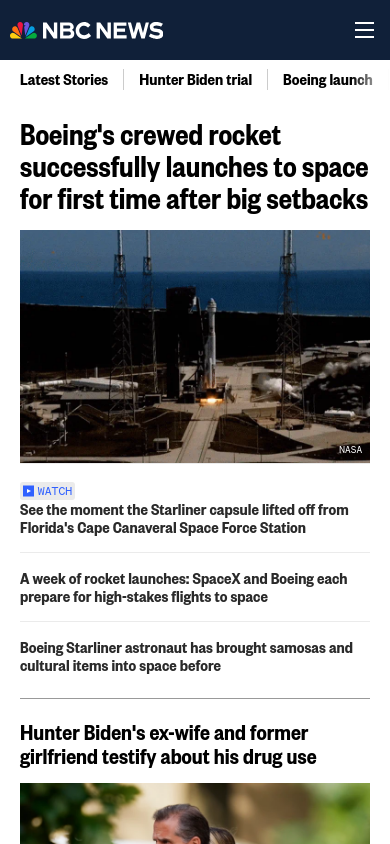 NBC NEWS
Latest Stories
Hunter Biden trial
Boeing launch
Boeing's crewed rocket
successfully launches to space
for first time after big setbacks
NASA
WATCH
See the moment the Starliner capsule lifted off from
Florida's Cape Canaveral Space Force Station
A week of rocket launches: SpaceX and Boeing each
prepare for high-stakes flights to space
Boeing Starliner astronaut has brought samosas and
cultural items into space before
Hunter Biden's ex-wife and former
girlfriend testify about his drug use